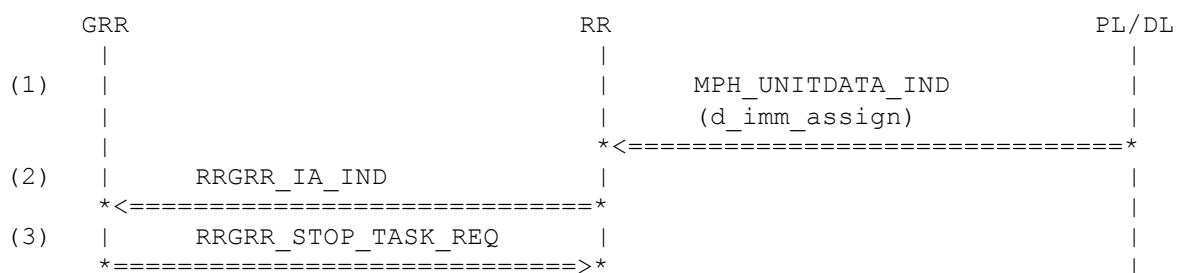 GRR RR PL/DL
| | |
(1) | | MPH_UNITDATA_IND |
| | (d_imm_assign) |
| *<===============================*
(2) | RRGRR_IA_IND | |
*<=============================* |
(3) | RRGRR_STOP_TASK_REQ | |
*=============================>* |